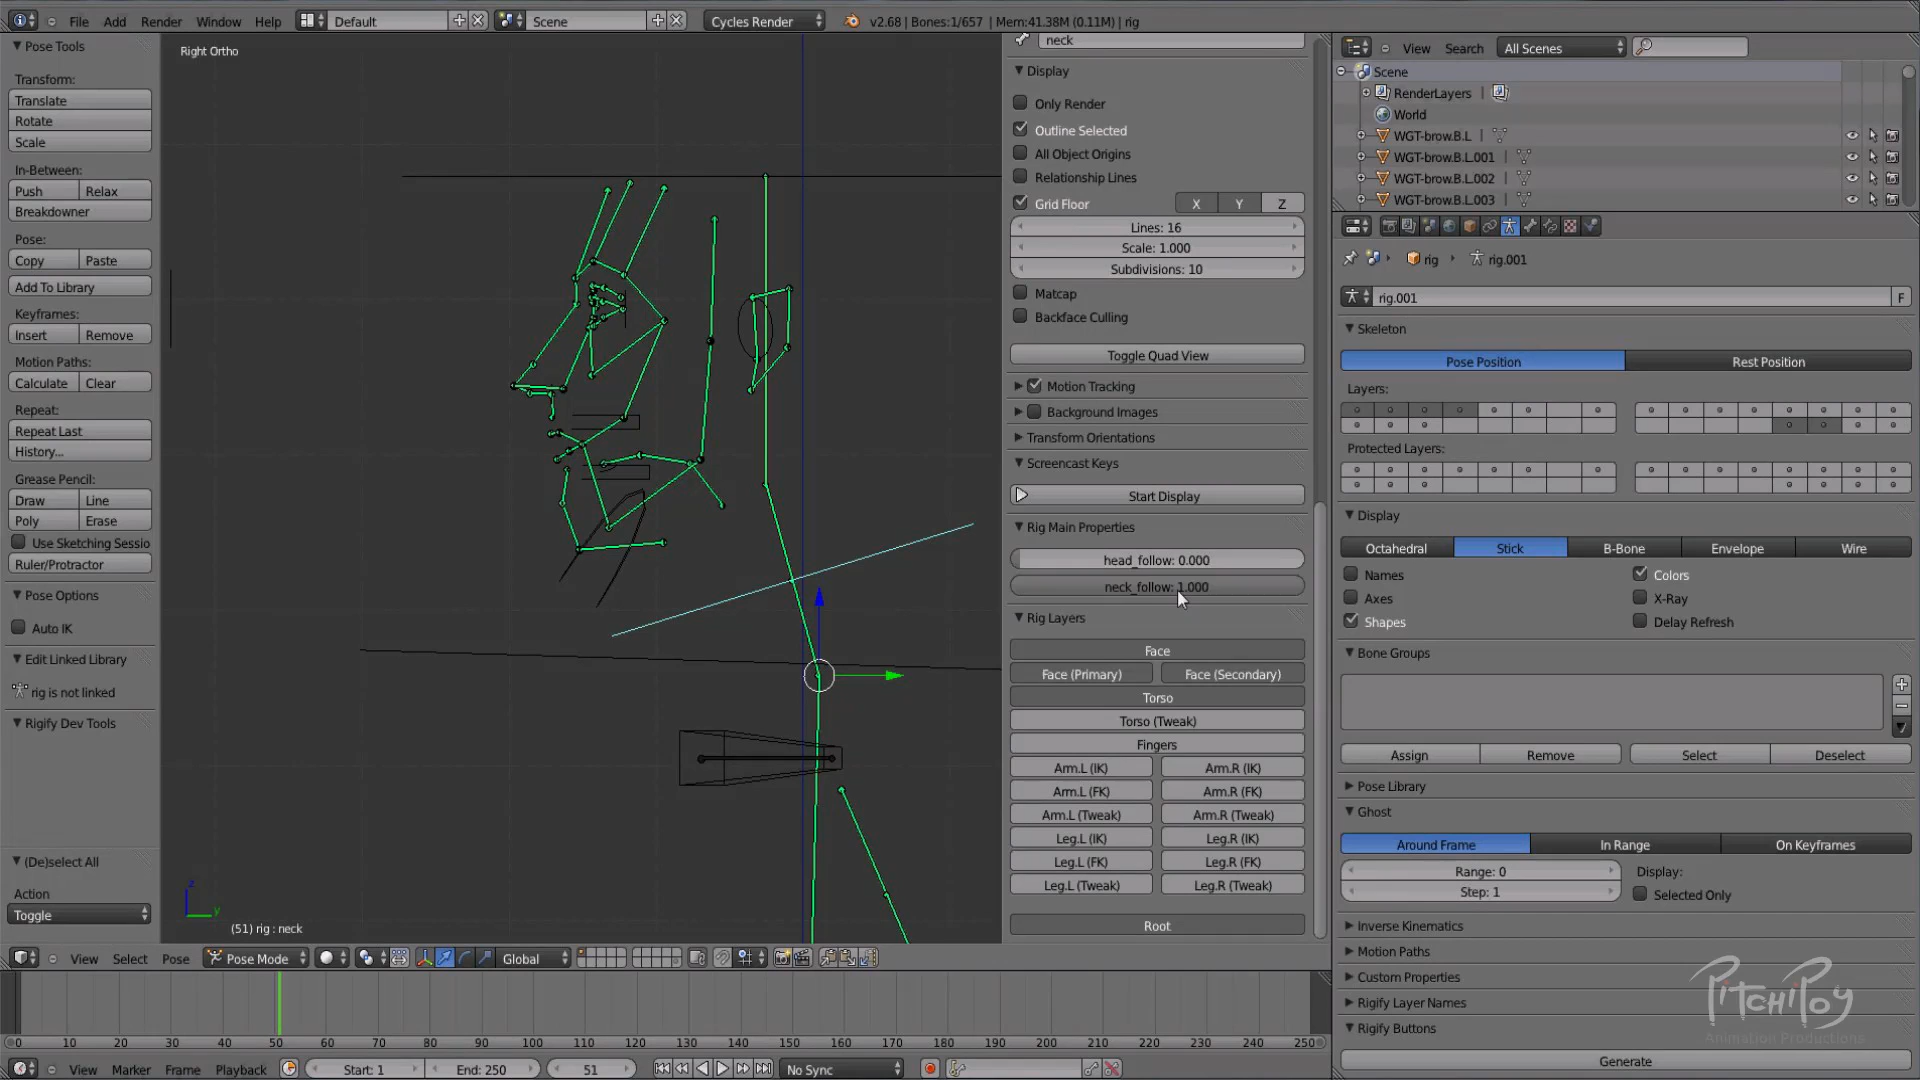 File Add Render Window Help Default Scene Cycles Render v2.68 | Bones:1/657 | Mem:41.38M (0.11M) | rig
Pose Tools
Transform:
Translate
Rotate
Scale
In-Between:
Push Relax
Breakdowner
Pose:
Copy Paste
Add To Library
Keyframes:
Insert Remove
Motion Paths:
Calculate Clear
Repeat:
Repeat Last
History...
Grease Pencil:
Draw Line
Poly Erase
Use Sketching Sessio
Ruler/Protractor
Pose Options
Auto IK
Edit Linked Library
rig is not linked
Rigify Dev Tools
(De)select All
Action
Toggle
Right Ortho
z
y
(51) rig : neck
neck
Display
Only Render
Outline Selected
All Object Origins
Relationship Lines
Grid Floor X Y Z
Lines: 16
Scale: 1.000
Subdivisions: 10
Matcap
Backface Culling
Toggle Quad View
Motion Tracking
Background Images
Transform Orientations
Screencast Keys
Start Display
Rig Main Properties
head_follow: 0.000
neck_follow: 1.000
Rig Layers
Face
Face (Primary) Face (Secondary)
Torso
Torso (Tweak)
Fingers
Arm.L (IK) Arm.R (IK)
Arm.L (FK) Arm.R (FK)
Arm.L (Tweak) Arm.R (Tweak)
Leg.L (IK) Leg.R (IK)
Leg.L (FK) Leg.R (FK)
Leg.L (Tweak) Leg.R (Tweak)
Root
View Search All Scenes
Scene
RenderLayers |
World
WGT-brow.B.L |
WGT-brow.B.L.001 |
WGT-brow.B.L.002 |
WGT-brow.B.L.003 |
rig rig.001
rig.001 F
Skeleton
Pose Position Rest Position
Layers:
Protected Layers:
Display
Octahedral Stick B-Bone Envelope Wire
Names Colors
Axes X-Ray
Shapes Delay Refresh
Bone Groups
Assign Remove Select Deselect
Pose Library
Ghost
Around Frame In Range On Keyframes
Range: 0 Display:
Step: 1 Selected Only
Inverse Kinematics
Motion Paths
Custom Properties
Rigify Layer Names
Rigify Buttons
Generate
PitchiPoy
Animation Productions
View Select Pose Pose Mode Global
0 10 20 30 40 50 60 70 80 90 100 110 120 130 140 150 160 170 180 190 200 210 220 230 240 250
View Marker Frame Playback Start: 1 End: 250 51 No Sync